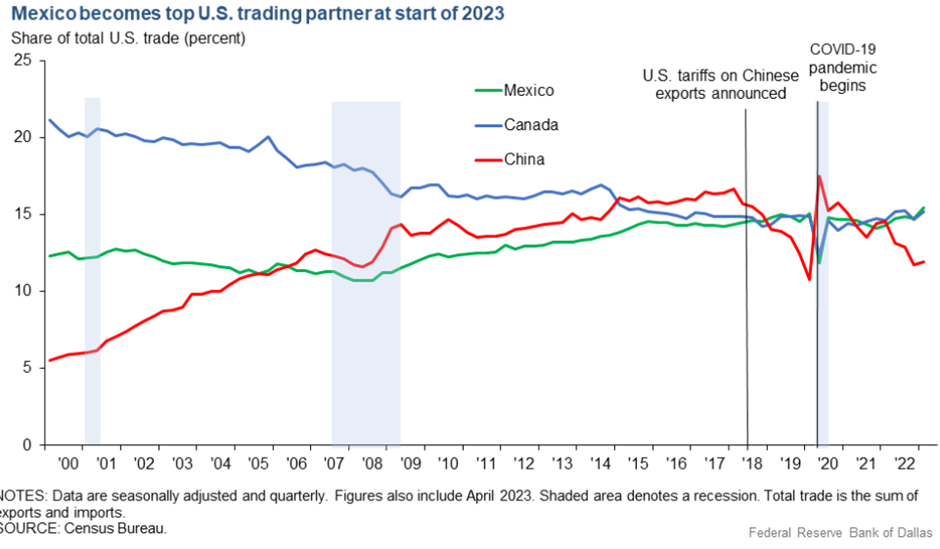 Mexico becomes top U.S. trading partner at start of 2023
Share of total U.S. trade (percent)
25
20
15
10
5
0
Mexico
Canada
China
U.S. tariffs on Chinese
exports announced
COVID-19
pandemic
begins
'00 '01 '02 '03 '04 '05 '06 '07 '08 '09 '10 '11 '12 '13 '14 '15 '16 '17 '18 '19 '20 '21 '22
NOTES: Data are seasonally adjusted and quarterly. Figures also include April 2023. Shaded area denotes a recession. Total trade is the sum of
exports and imports.
SOURCE: Census Bureau.
Federal Reserve Bank of Dallas